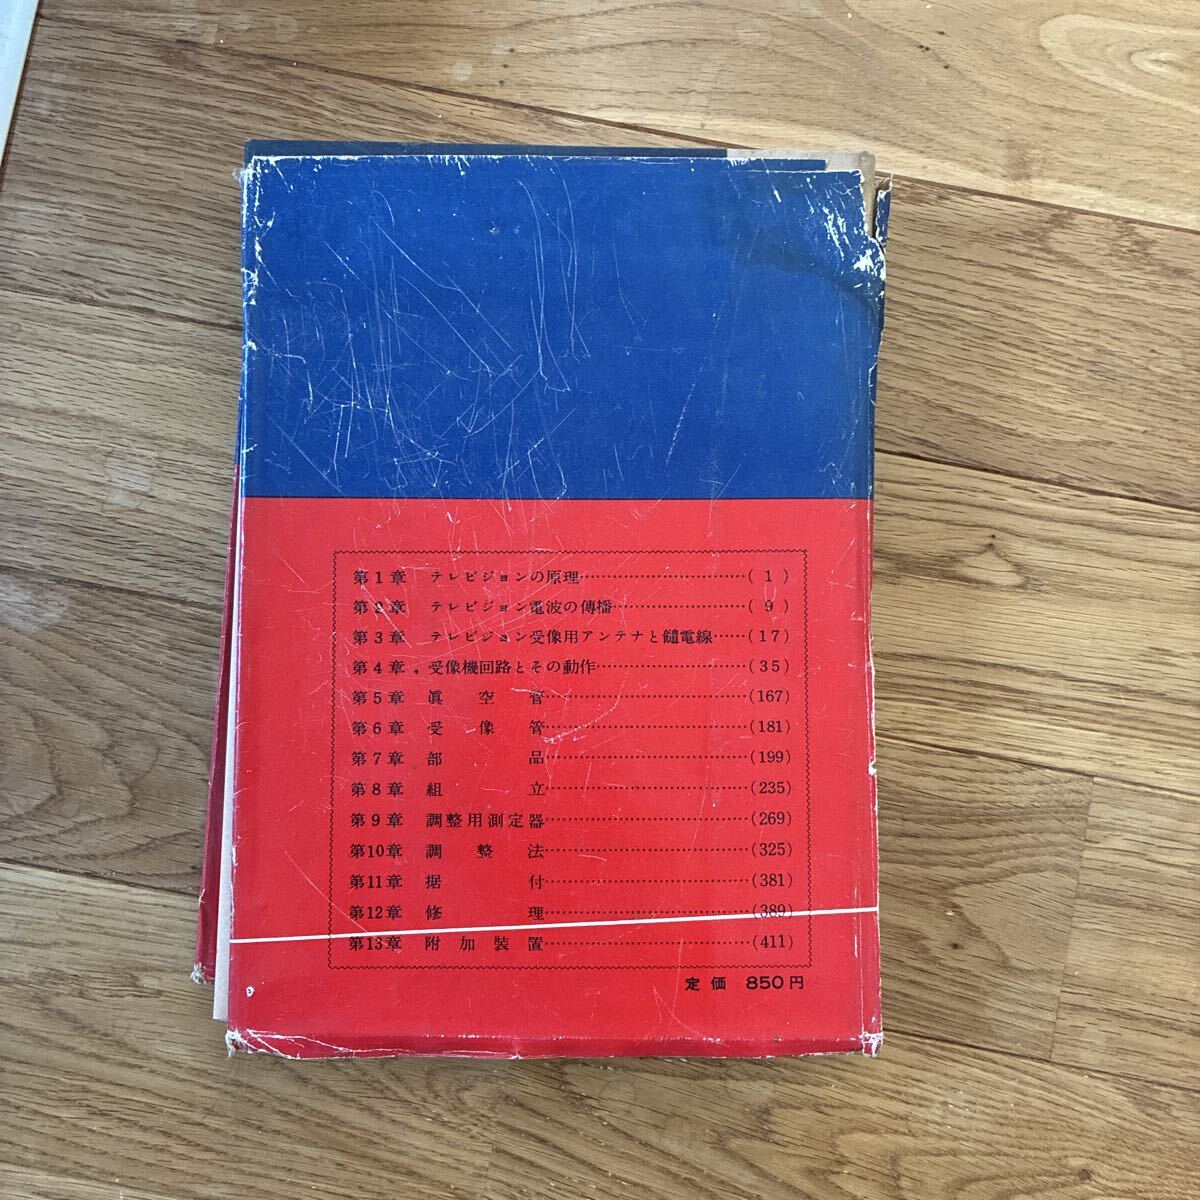 第1章 テレビジョンの原理…………………………(1)
第2章 テレビジョン電波の傳播……………………(9)
第3章 テレビジョン受像用アンテナと饋電線……(17)
第4章 受像機回路とその動作………………………(35)
第5章 眞空管…………………………………(167)
第6章 受像管…………………………………(181)
第7章 部品…………………………………(199)
第8章 組立…………………………………(235)
第9章 調整用測定器…………………………………(269)
第10章 調整法…………………………………(325)
第11章 据付…………………………………(381)
第12章 修理…………………………………(389)
第13章 附加裝置…………………………………(411)
定価 850円